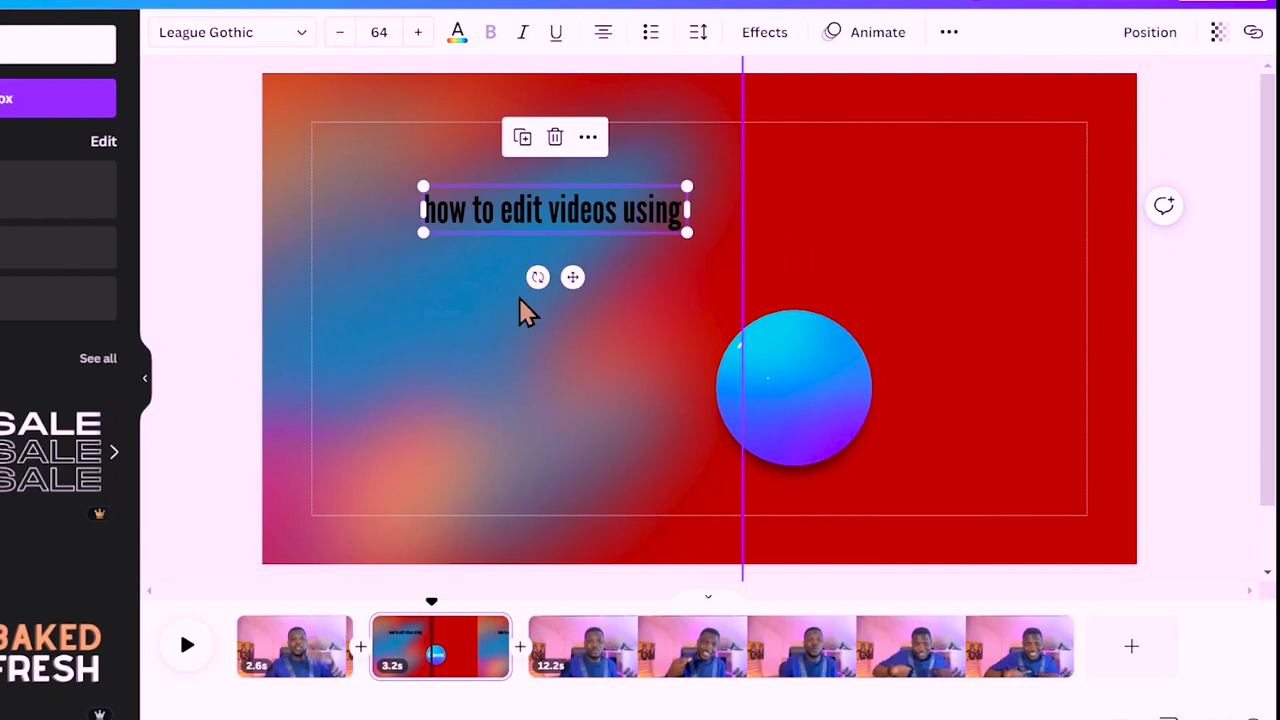 League Gothic
− 64 +
A B I U
Effects
Animate
Position
ox
Edit
how to edit videos using
See all
SALE
SALE
SALE
BAKED
FRESH
2.6s
3.2s
12.2s